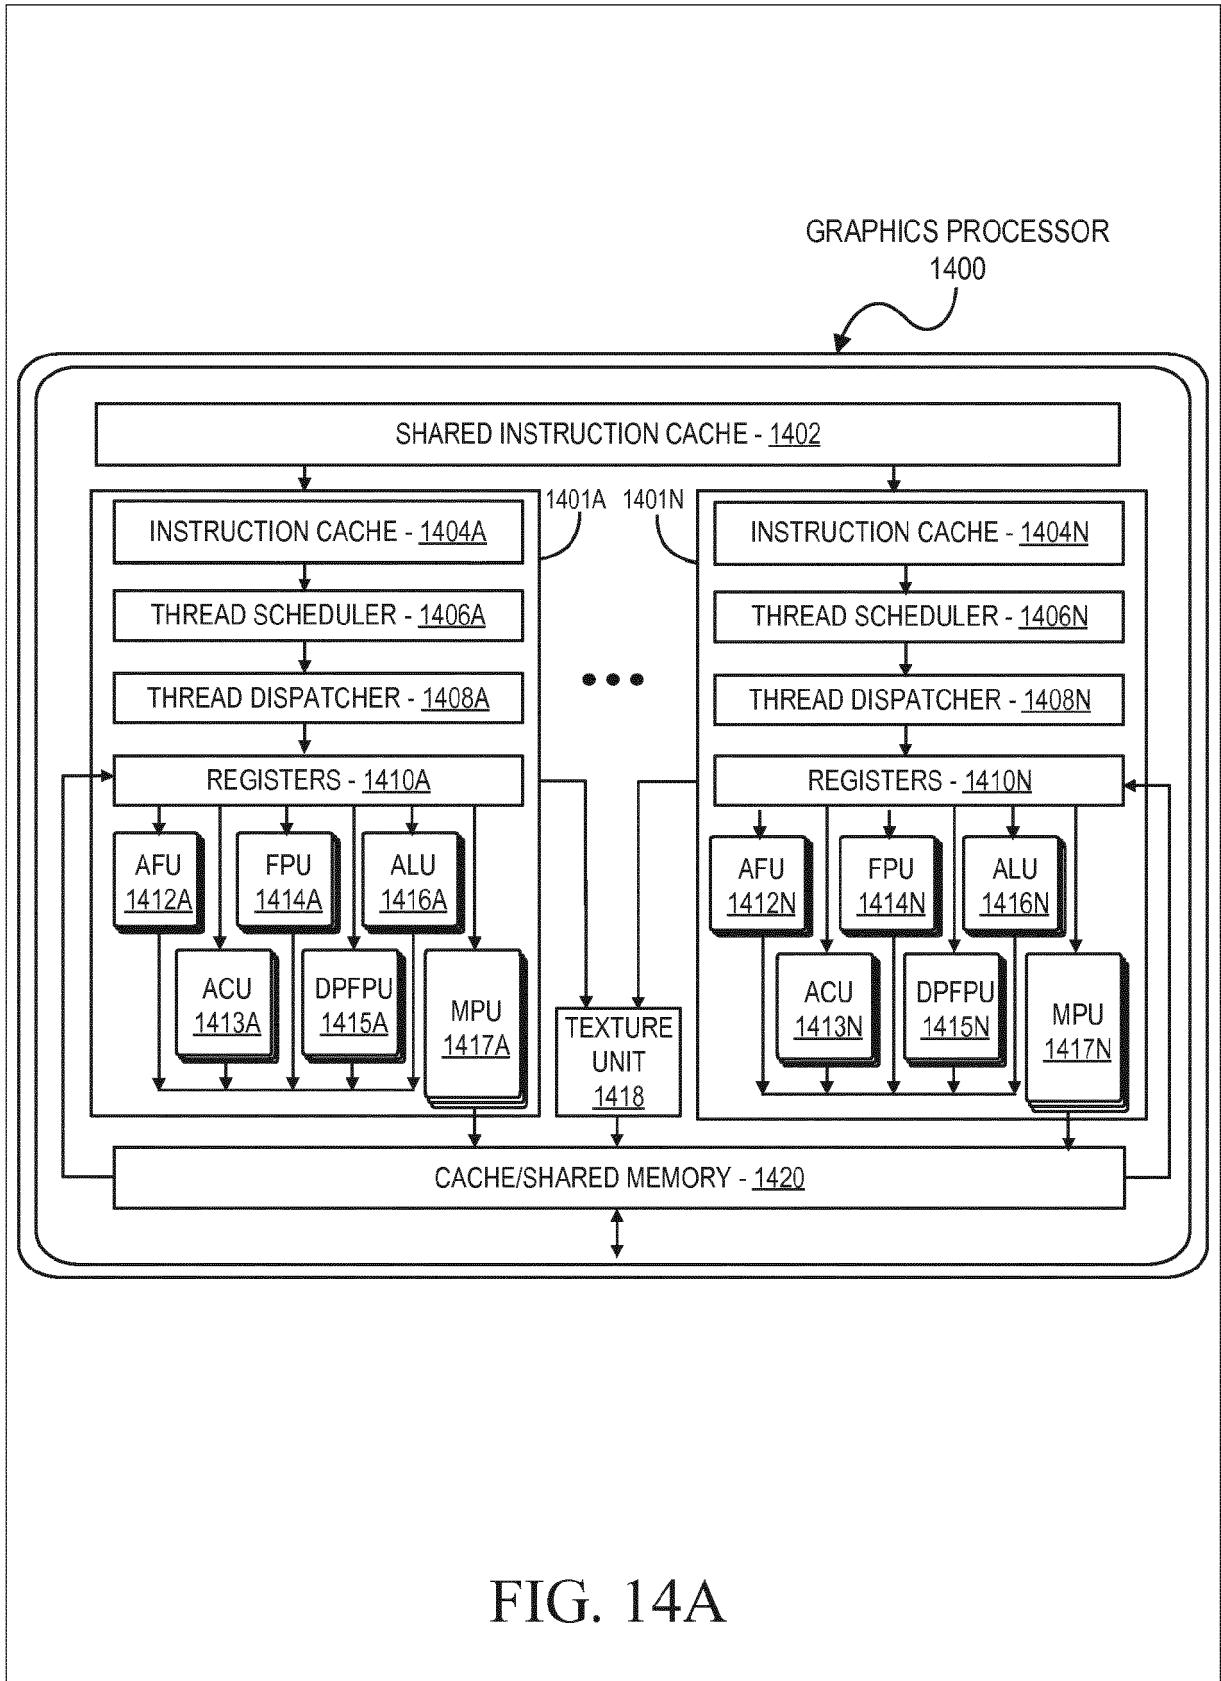 GRAPHICS PROCESSOR
1400
SHARED INSTRUCTION CACHE - 1402
1401A
1401N
INSTRUCTION CACHE - 1404A
THREAD SCHEDULER - 1406A
THREAD DISPATCHER - 1408A
REGISTERS - 1410A
AFU
1412A
FPU
1414A
ALU
1416A
ACU
1413A
DPFPU
1415A
MPU
1417A
TEXTURE
UNIT
1418
INSTRUCTION CACHE - 1404N
THREAD SCHEDULER - 1406N
THREAD DISPATCHER - 1408N
REGISTERS - 1410N
AFU
1412N
FPU
1414N
ALU
1416N
ACU
1413N
DPFPU
1415N
MPU
1417N
CACHE/SHARED MEMORY - 1420
FIG. 14A